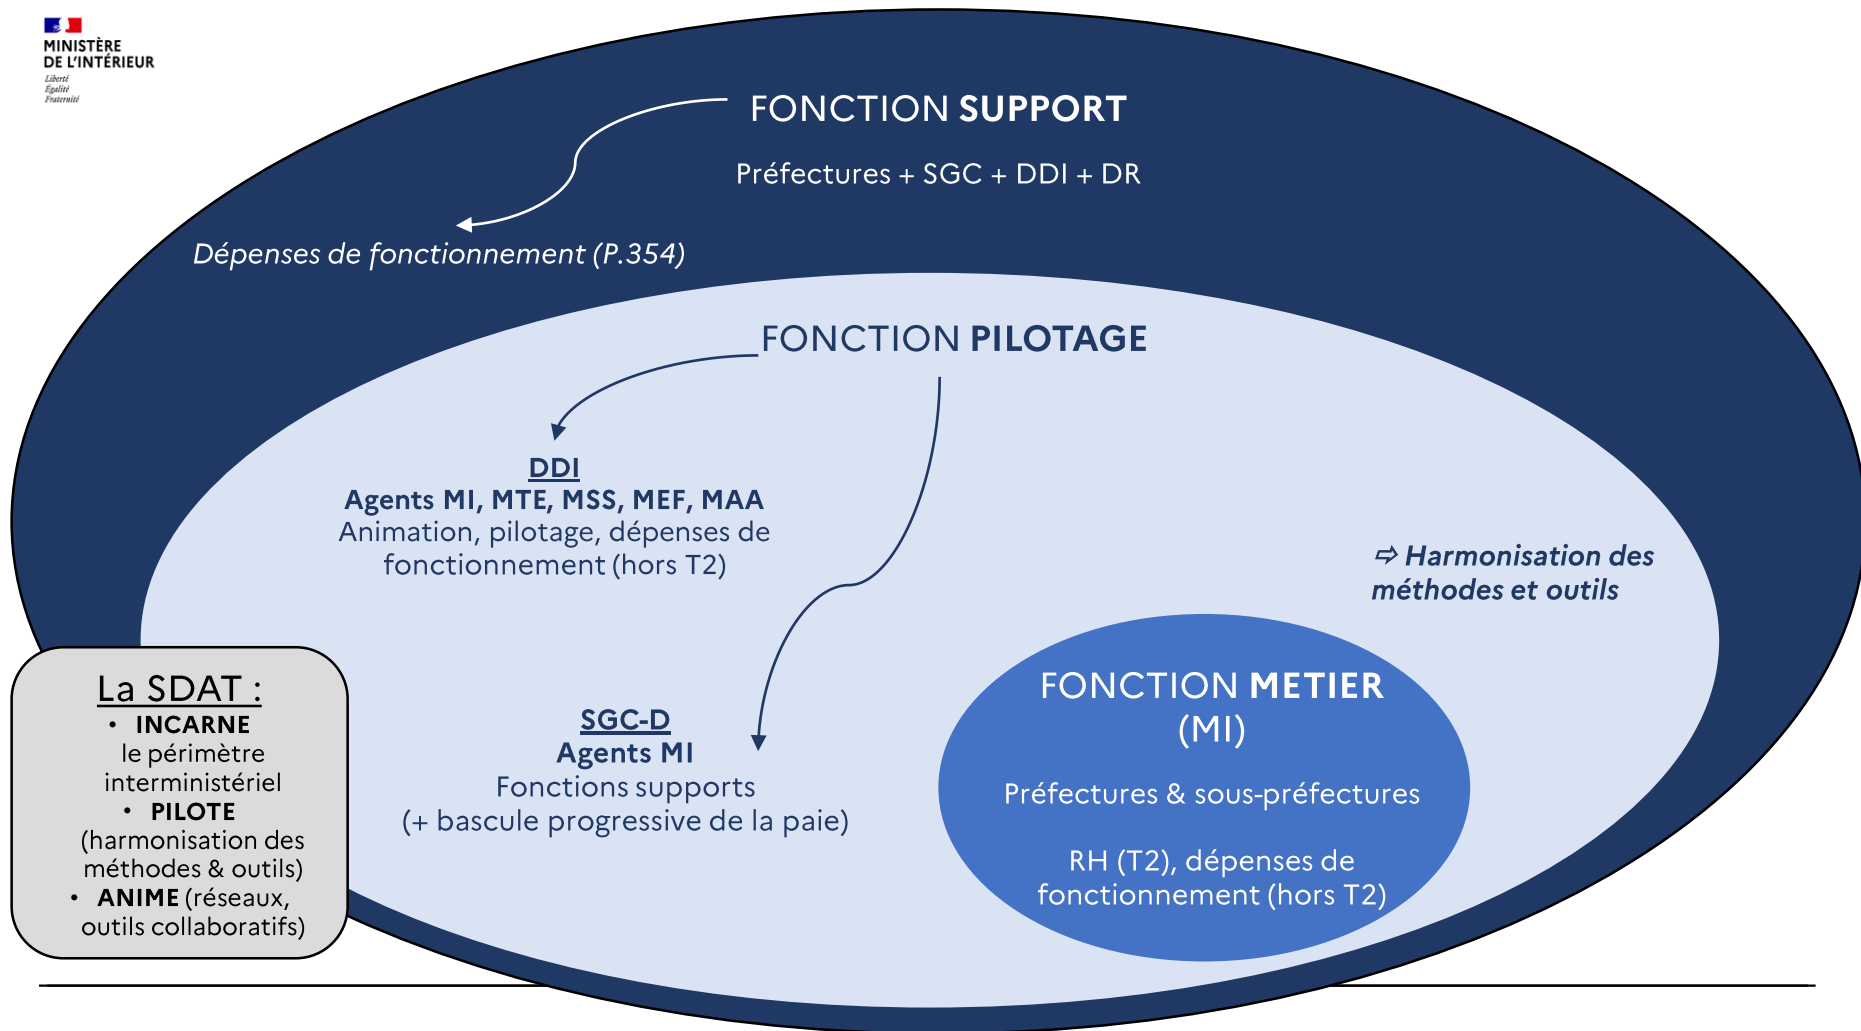 MINISTÈRE
DE L'INTÉRIEUR
Liberté
Égalité
Fraternité
FONCTION SUPPORT
Préfectures + SGC + DDI + DR
Dépenses de fonctionnement (P.354)
FONCTION PILOTAGE
DDI
Agents MI, MTE, MSS, MEF, MAA
Animation, pilotage, dépenses de
fonctionnement (hors T2)
⇨ Harmonisation des
méthodes et outils
SGC-D
Agents MI
Fonctions supports
(+ bascule progressive de la paie)
FONCTION METIER
(MI)
Préfectures & sous-préfectures
RH (T2), dépenses de
fonctionnement (hors T2)
La SDAT :
• INCARNE
le périmètre
interministériel
• PILOTE
(harmonisation des
méthodes & outils)
• ANIME (réseaux,
outils collaboratifs)